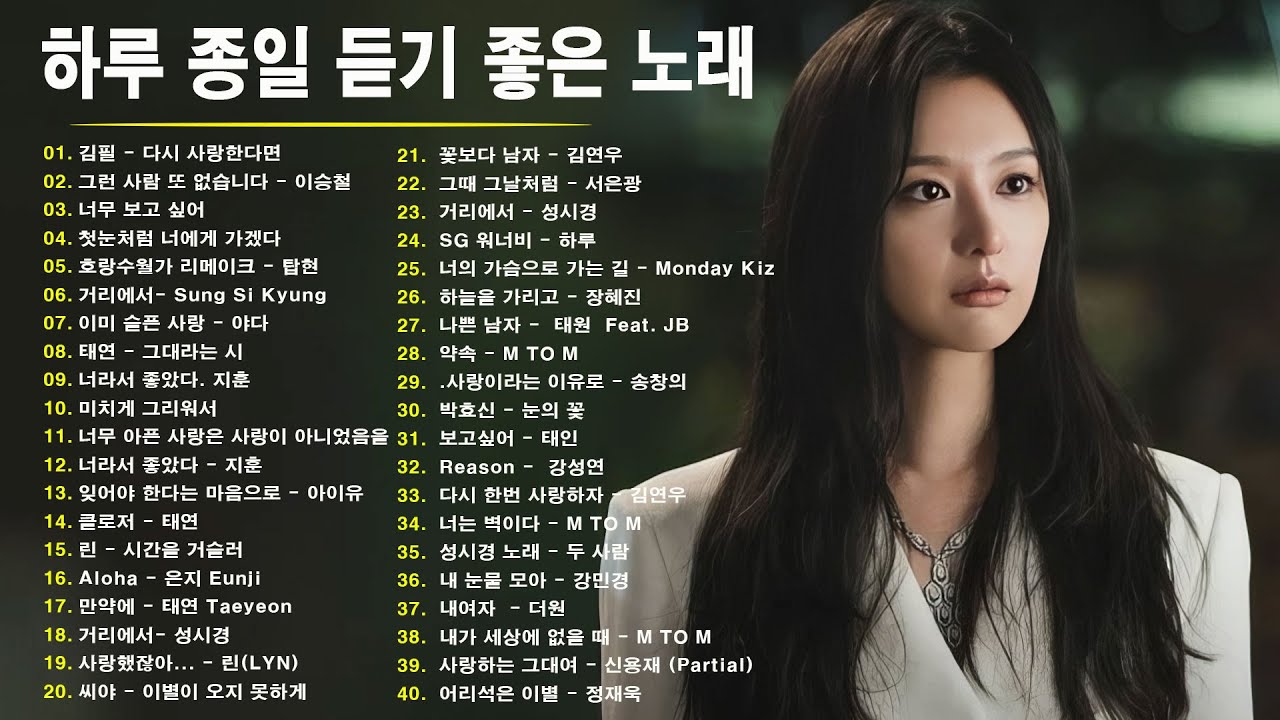 하루 종일 듣기 좋은 노래
01. 김필 - 다시 사랑한다면
02. 그런 사람 또 없습니다 - 이승철
03. 너무 보고 싶어
04. 첫눈처럼 너에게 가겠다
05. 호랑수월가 리메이크 - 탑현
06. 거리에서- Sung Si Kyung
07. 이미 슬픈 사랑 - 야다
08. 태연 - 그대라는 시
09. 너라서 좋았다. 지훈
10. 미치게 그리워서
11. 너무 아픈 사랑은 사랑이 아니었음을
12. 너라서 좋았다 - 지훈
13. 잊어야 한다는 마음으로 - 아이유
14. 클로저 - 태연
15. 린 - 시간을 거슬러
16. Aloha - 은지 Eunji
17. 만약에 - 태연 Taeyeon
18. 거리에서- 성시경
19. 사랑했잖아... - 린(LYN)
20. 씨야 - 이별이 오지 못하게
21. 꽃보다 남자 - 김연우
22. 그때 그날처럼 - 서은광
23. 거리에서 - 성시경
24. SG 워너비 - 하루
25. 너의 가슴으로 가는 길 - Monday Kiz
26. 하늘을 가리고 - 장혜진
27. 나쁜 남자 - 태원 Feat. JB
28. 약속 - M TO M
29. .사랑이라는 이유로 - 송창의
30. 박효신 - 눈의 꽃
31. 보고싶어 - 태인
32. Reason - 강성연
33. 다시 한번 사랑하자 - 김연우
34. 너는 벽이다 - M TO M
35. 성시경 노래 - 두 사람
36. 내 눈물 모아 - 강민경
37. 내여자 - 더원
38. 내가 세상에 없을 때 - M TO M
39. 사랑하는 그대여 - 신용재 (Partial)
40. 어리석은 이별 - 정재욱